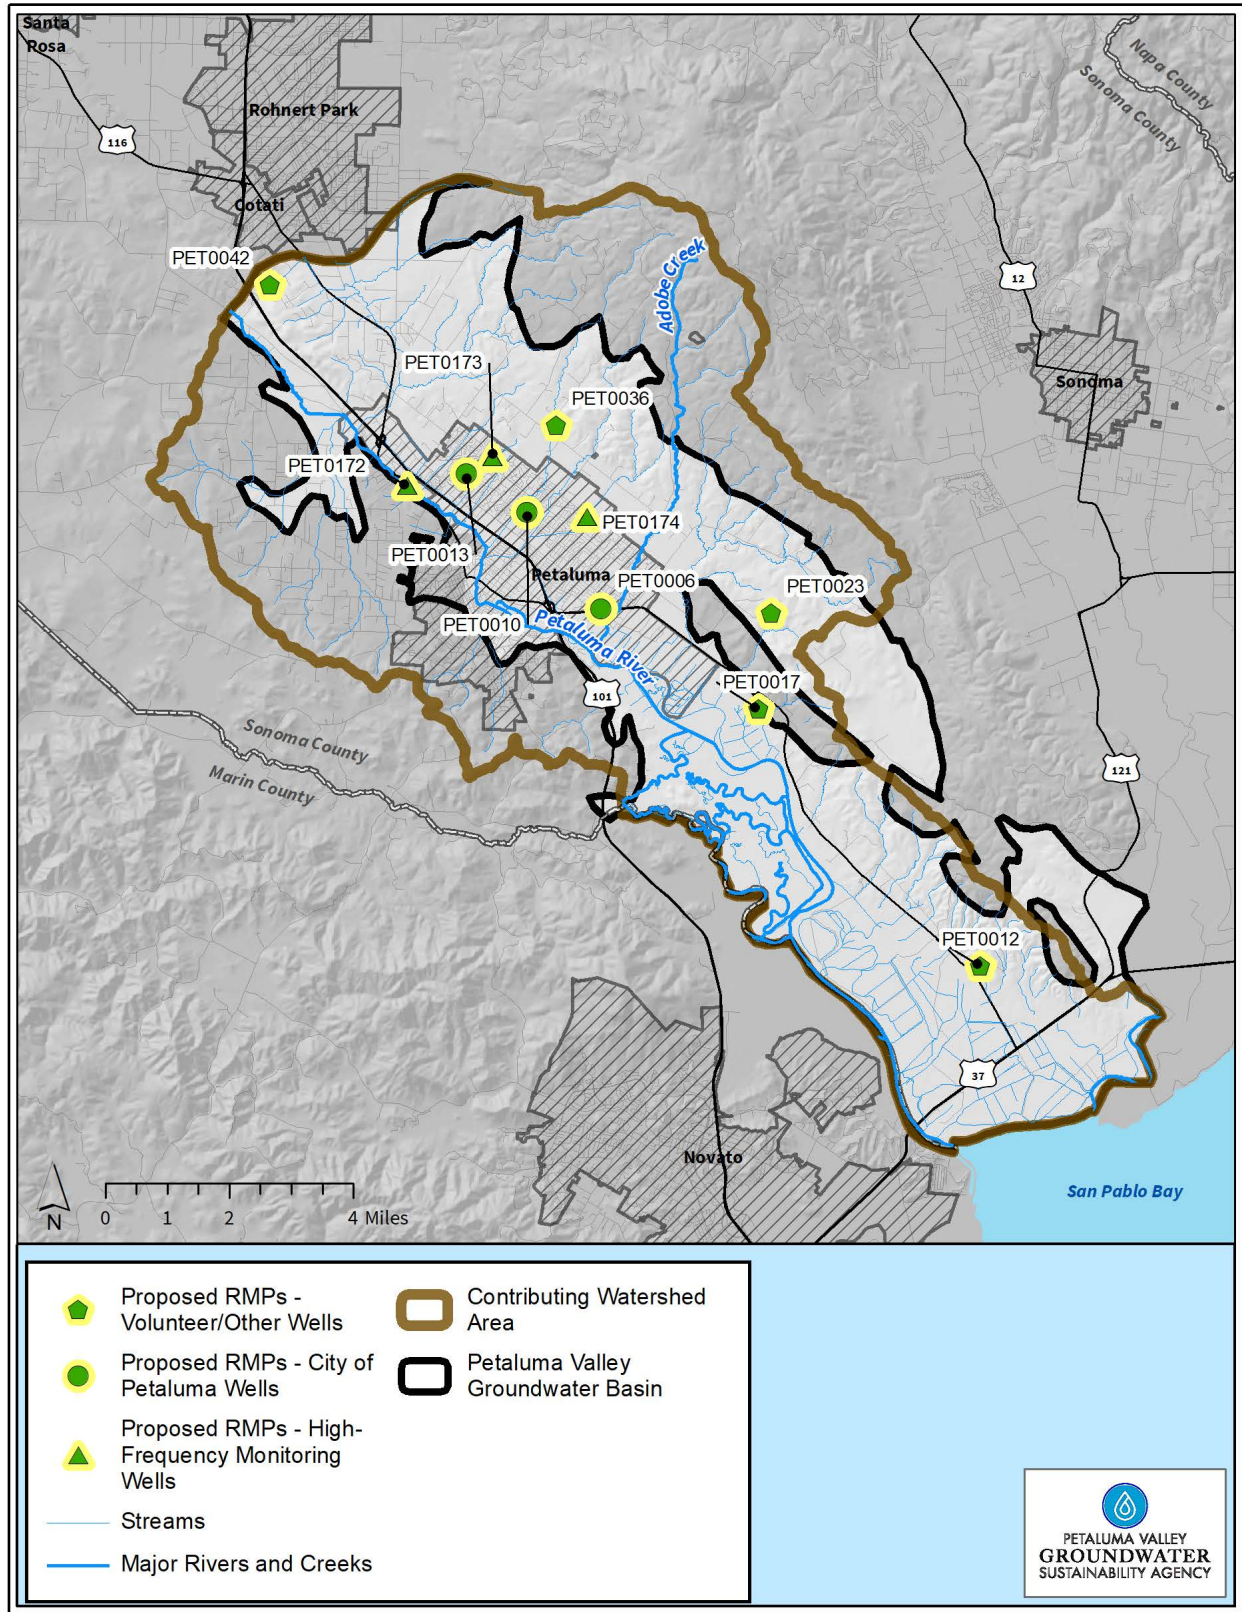 Santa
Rosa
Rohnert Park
116
Cotati
Napa County
Sonoma County
12
PET0042
Adobe Creek
Sonoma
PET0173
PET0036
PET0172
PET0174
PET0013
Petaluma
PET0006
PET0023
PET0010
Petaluma River
PET0017
101
Sonoma County
Marin County
121
PET0012
37
Novato
San Pablo Bay
N
0 1 2 4 Miles
Proposed RMPs -
Volunteer/Other Wells
Proposed RMPs - City of
Petaluma Wells
Proposed RMPs - High-
Frequency Monitoring
Wells
Streams
Major Rivers and Creeks
Contributing Watershed
Area
Petaluma Valley
Groundwater Basin
PETALUMA VALLEY
GROUNDWATER
SUSTAINABILITY AGENCY